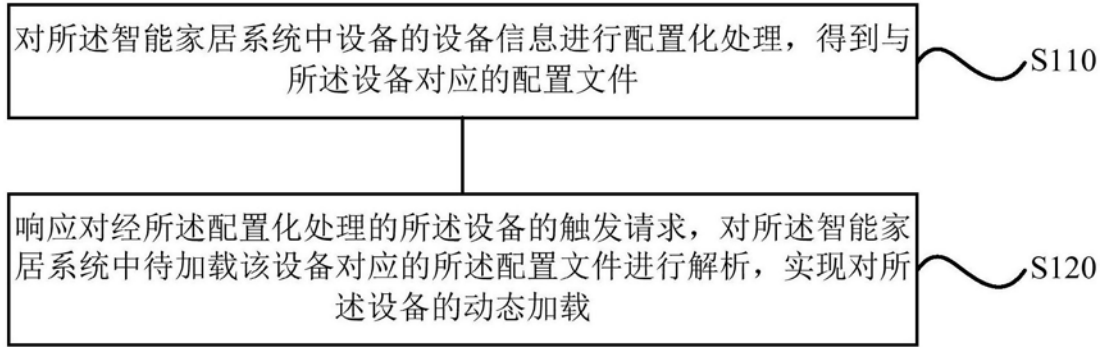 对所述智能家居系统中设备的设备信息进行配置化处理，得到与
所述设备对应的配置文件
S110
响应对经所述配置化处理的所述设备的触发请求，对所述智能家
居系统中待加载该设备对应的所述配置文件进行解析，实现对所
述设备的动态加载
S120